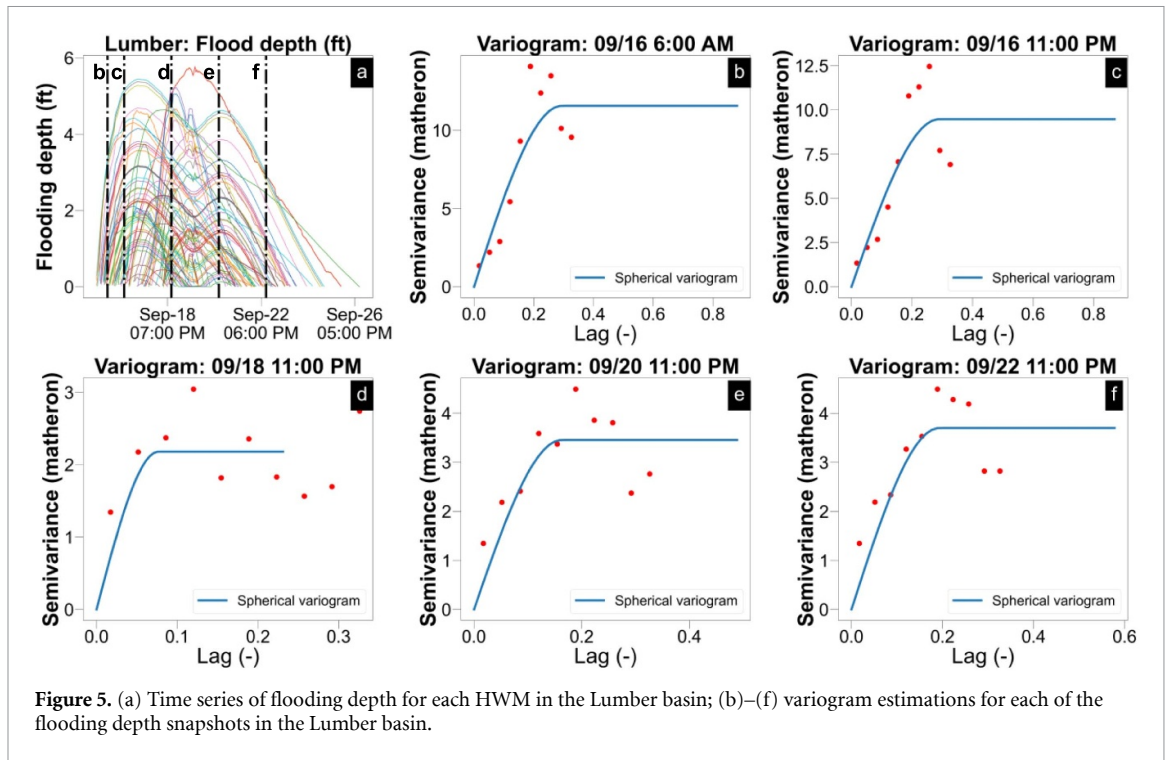 Lumber: Flood depth (ft)
a
b c d e f
Flooding depth (ft)
6
4
2
0
Sep-18
07:00 PM
Sep-22
06:00 PM
Sep-26
05:00 PM
Variogram: 09/16 6:00 AM
b
Semivariance (matheron)
10
5
0
Spherical variogram
0.0 0.2 0.4 0.6 0.8
Lag (-)
Variogram: 09/16 11:00 PM
c
Semivariance (matheron)
12.5
10.0
7.5
5.0
2.5
0.0
Spherical variogram
0.0 0.2 0.4 0.6 0.8
Lag (-)
Variogram: 09/18 11:00 PM
d
Semivariance (matheron)
3
2
1
0
Spherical variogram
0.0 0.1 0.2 0.3
Lag (-)
Variogram: 09/20 11:00 PM
e
Semivariance (matheron)
4
3
2
1
0
Spherical variogram
0.0 0.2 0.4
Lag (-)
Variogram: 09/22 11:00 PM
f
Semivariance (matheron)
4
3
2
1
0
Spherical variogram
0.0 0.2 0.4 0.6
Lag (-)
Figure 5. (a) Time series of flooding depth for each HWM in the Lumber basin; (b)–(f) variogram estimations for each of the
flooding depth snapshots in the Lumber basin.